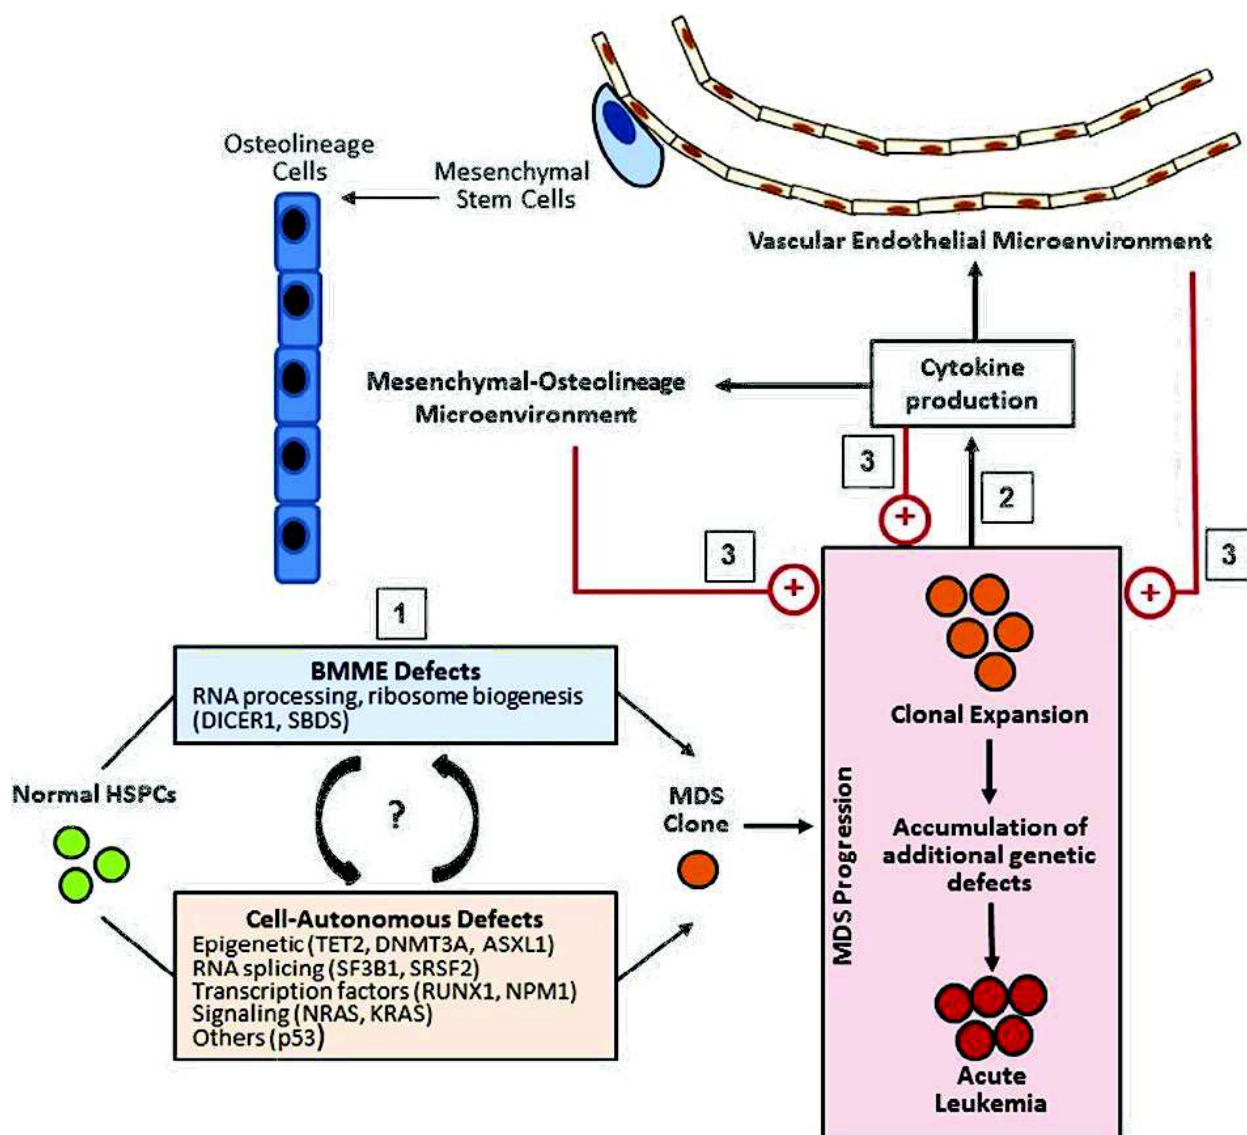 Osteolineage
Cells
Mesenchymal
Stem Cells
Vascular Endothelial Microenvironment
Cytokine
production
Mesenchymal-Osteolineage
Microenvironment
3
2
3
3
1
BMME Defects
RNA processing, ribosome biogenesis
(DICER1, SBDS)
Normal HSPCs
?
MDS
Clone
Cell-Autonomous Defects
Epigenetic (TET2, DNMT3A, ASXL1)
RNA splicing (SF3B1, SRSF2)
Transcription factors (RUNX1, NPM1)
Signaling (NRAS, KRAS)
Others (p53)
+
+
+
MDS Progression
Clonal Expansion
Accumulation of
additional genetic
defects
Acute
Leukemia